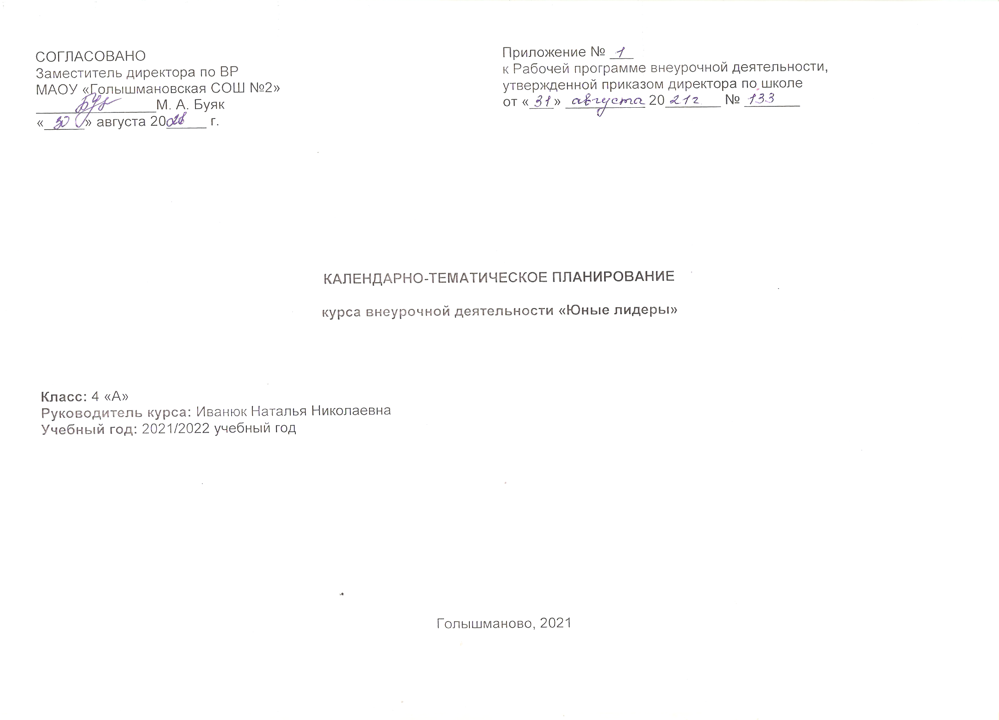 СОГЛАСОВАНО
Заместитель директора по ВР
МАОУ «Голышмановская СОШ №2»
М. А. Буяк
«30» августа 20 г.
Приложение № 1
к Рабочей программе внеурочной деятельности,
утвержденной приказом директора по школе
от «31» августа 2021г № 133
КАЛЕНДАРНО-ТЕМАТИЧЕСКОЕ ПЛАНИРОВАНИЕ
курса внеурочной деятельности «Юные лидеры»
Класс: 4 «А»
Руководитель курса: Иванюк Наталья Николаевна
Учебный год: 2021/2022 учебный год
Голышманово, 2021